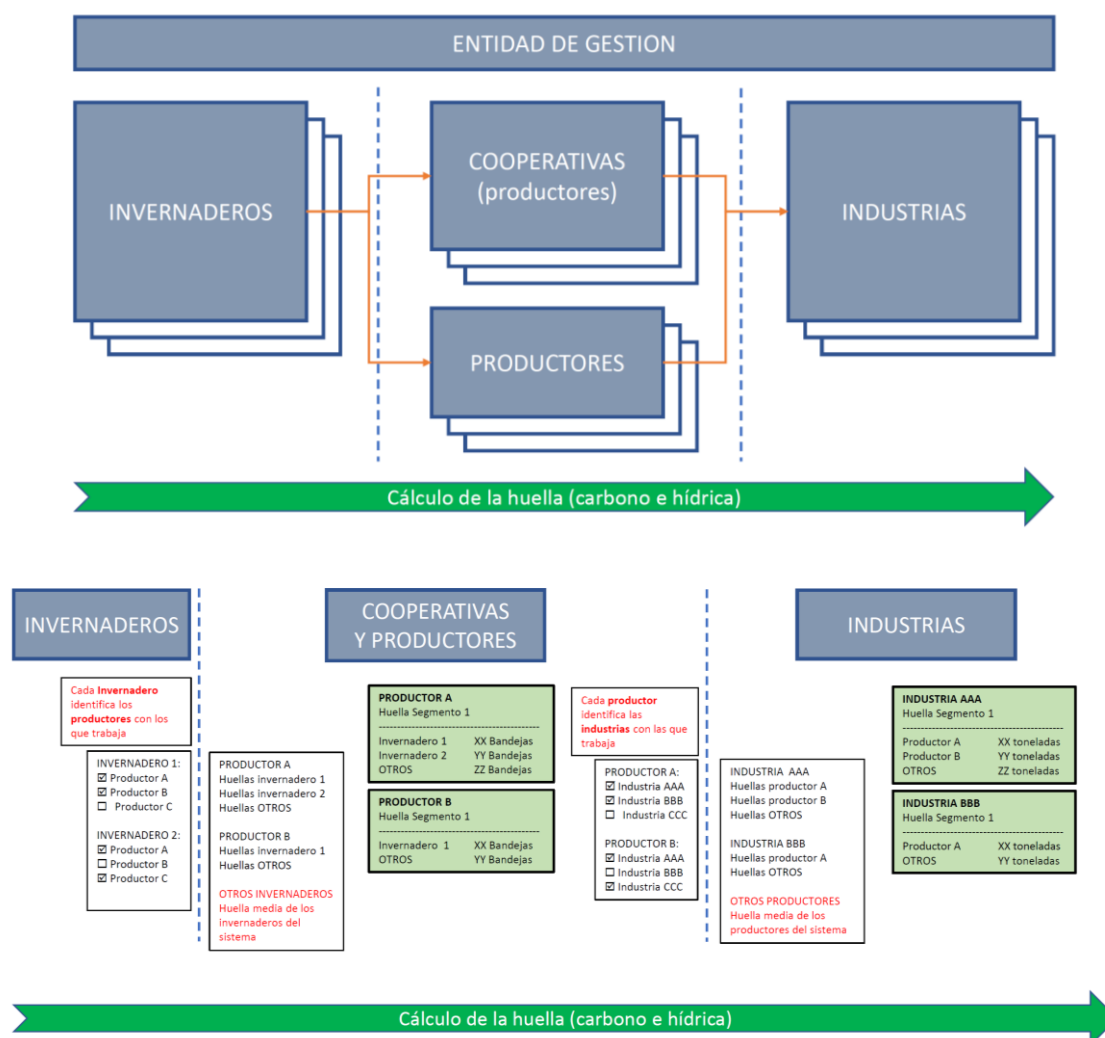 ENTIDAD DE GESTION
INVERNADEROS
COOPERATIVAS
(productores)
PRODUCTORES
INDUSTRIAS
Cálculo de la huella (carbono e hídrica)
INVERNADEROS
COOPERATIVAS
Y PRODUCTORES
INDUSTRIAS
Cada Invernadero
identifica los
productores con los
que trabaja
INVERNADERO 1:
☑ Productor A
☑ Productor B
☐ Productor C
INVERNADERO 2:
☑ Productor A
☐ Productor B
☑ Productor C
PRODUCTOR A
Huellas invernadero 1
Huellas invernadero 2
Huellas OTROS
PRODUCTOR B
Huellas invernadero 1
Huellas OTROS
OTROS INVERNADEROS
Huella media de los
invernaderos del
sistema
PRODUCTOR A
Huella Segmento 1
----------------------------------------
Invernadero 1 XX Bandejas
Invernadero 2 YY Bandejas
OTROS ZZ Bandejas
PRODUCTOR B
Huella Segmento 1
----------------------------------------
Invernadero 1 XX Bandejas
OTROS YY Bandejas
Cada productor
identifica las
industrias con las que
trabaja
PRODUCTOR A:
☑ Industria AAA
☑ Industria BBB
☐ Industria CCC
PRODUCTOR B:
☑ Industria AAA
☐ Industria BBB
☑ Industria CCC
INDUSTRIA AAA
Huellas productor A
Huellas productor B
Huellas OTROS
INDUSTRIA BBB
Huellas productor A
Huellas OTROS
OTROS PRODUCTORES
Huella media de los
productores del sistema
INDUSTRIA AAA
Huella Segmento 1
----------------------------------------
Productor A XX toneladas
Productor B YY toneladas
OTROS ZZ toneladas
INDUSTRIA BBB
Huella Segmento 1
----------------------------------------
Productor A XX toneladas
OTROS YY toneladas
Cálculo de la huella (carbono e hídrica)